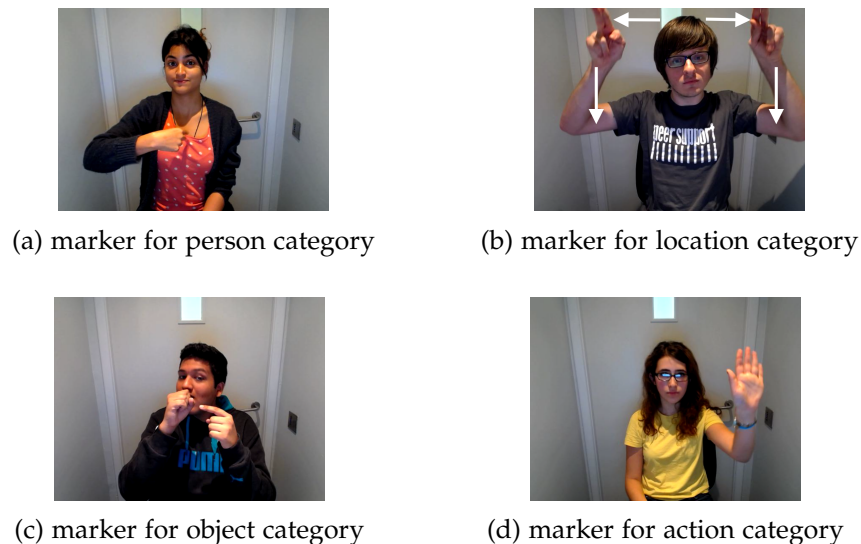 peer support
(a) marker for person category
(b) marker for location category
PUMA
(c) marker for object category
(d) marker for action category